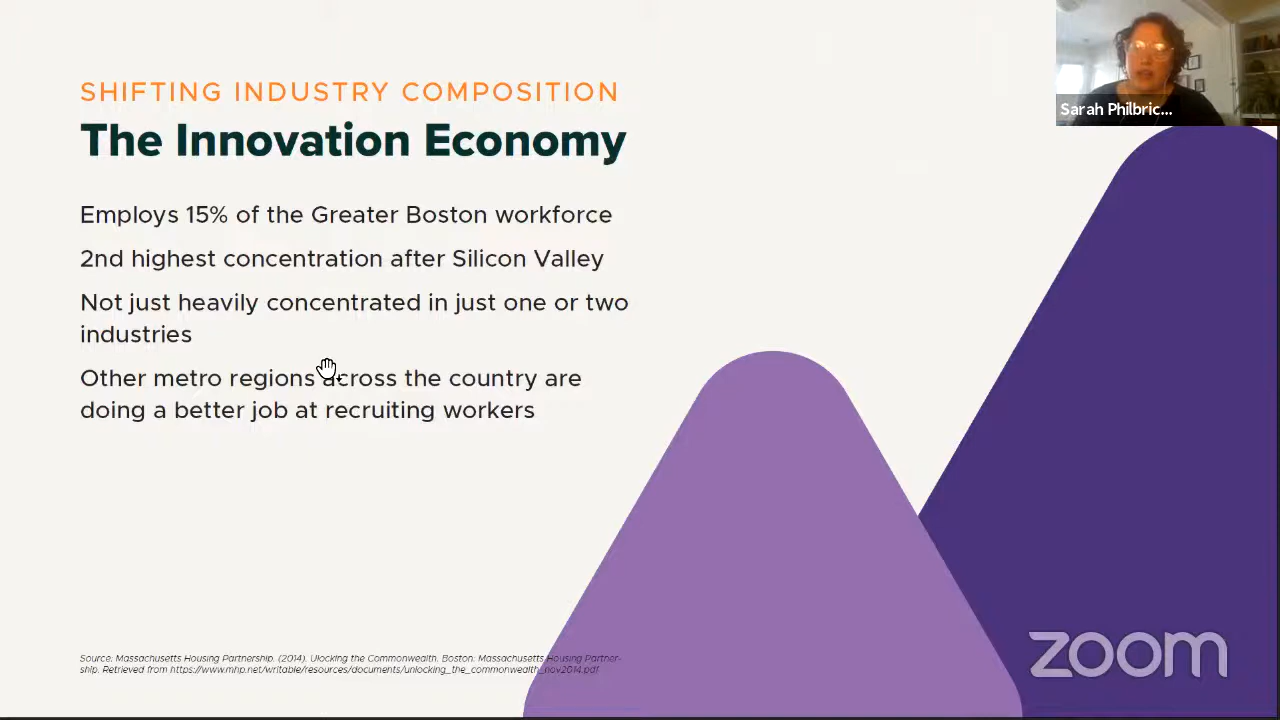 SHIFTING INDUSTRY COMPOSITION
The Innovation Economy
Employs 15% of the Greater Boston workforce
2nd highest concentration after Silicon Valley
Not just heavily concentrated in just one or two
industries
Other metro regions across the country are
doing a better job at recruiting workers
Source: Massachusetts Housing Partnership. (2014). Ulocking the Commonwealth. Boston: Massachusetts Housing Partner-
ship. Retrieved from https://www.mhp.net/writable/resources/documents/unlocking_the_commonwealth_nov2014.pdf
Sarah Philbric...
zoom